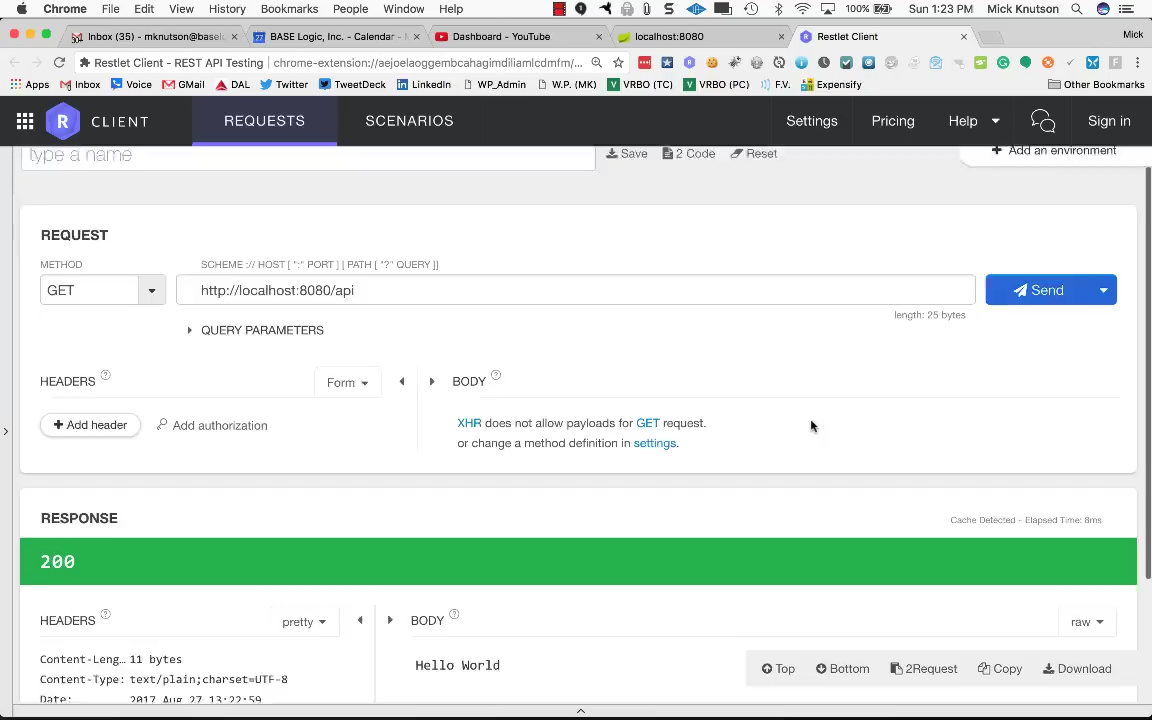 Chrome File Edit View History Bookmarks People Window Help 100% Sun 1:23 PM Mick Knutson
Inbox (35) - mknutson@baselo × BASE Logic, Inc. - Calendar - × Dashboard - YouTube × localhost:8080 × Restlet Client × Mick
Restlet Client - REST API Testing | chrome-extension://aejoelaoggembcahagimdiliamlcdmfm/...
Apps Inbox Voice GMail DAL Twitter TweetDeck LinkedIn WP_Admin W.P. (MK) VRBO (TC) VRBO (PC) F.V. Expensify Other Bookmarks
R CLIENT REQUESTS SCENARIOS Settings Pricing Help Sign in
Type a name Save 2 Code Reset + Add an environment
REQUEST
METHOD SCHEME :// HOST [ ":" PORT ] [ PATH [ "?" QUERY ]]
GET http://localhost:8080/api Send
length: 25 bytes
QUERY PARAMETERS
HEADERS ? Form BODY ?
+ Add header Add authorization XHR does not allow payloads for GET request.
or change a method definition in settings.
RESPONSE Cache Detected - Elapsed Time: 8ms
200
HEADERS ? pretty BODY ? raw
Content-Leng… 11 bytes Hello World Top Bottom 2Request Copy Download
Content-Type: text/plain;charset=UTF-8
Date: 2017 Aug 27 13:22:59